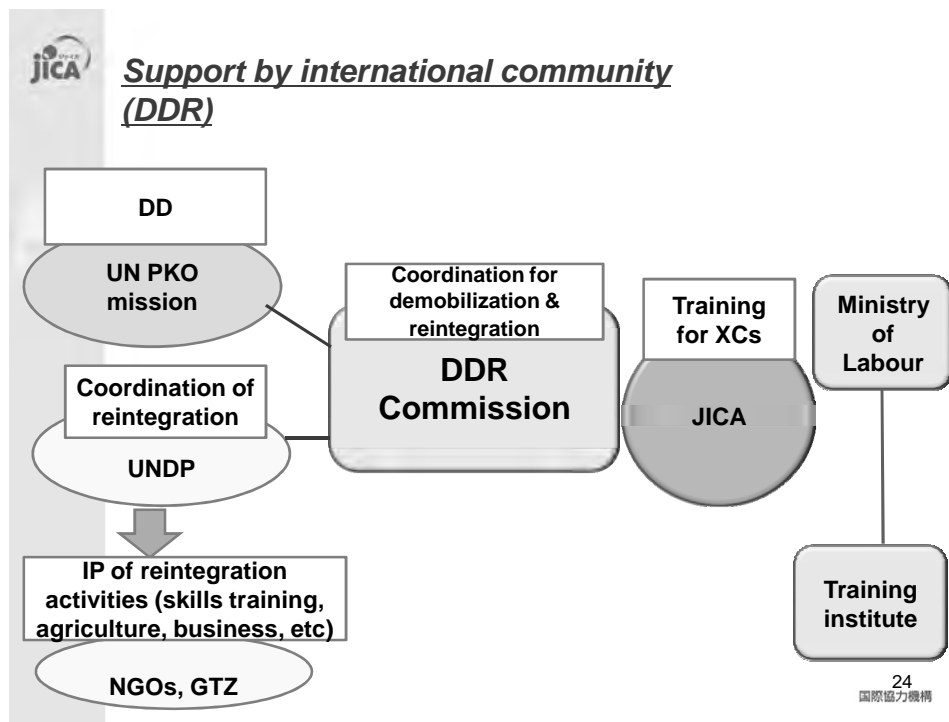 jICA
Support by international community
(DDR)
DD
UN PKO
mission
Coordination of
reintegration
UNDP
IP of reintegration
activities (skills training,
agriculture, business, etc)
NGOs, GTZ
Coordination for
demobilization &
reintegration
DDR
Commission
Training
for XCs
JICA
Ministry
of
Labour
Training
institute
24
国際協力機構